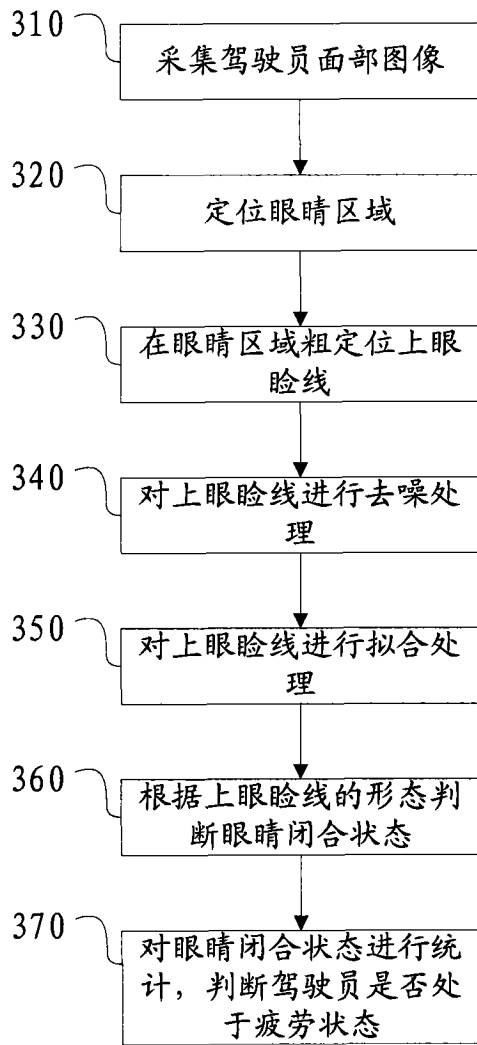 310
采集驾驶员面部图像
320
定位眼睛区域
330
在眼睛区域粗定位上眼
睑线
340
对上眼睑线进行去噪处
理
350
对上眼睑线进行拟合处
理
360
根据上眼睑线的形态判
断眼睛闭合状态
370
对眼睛闭合状态进行统
计，判断驾驶员是否处
于疲劳状态